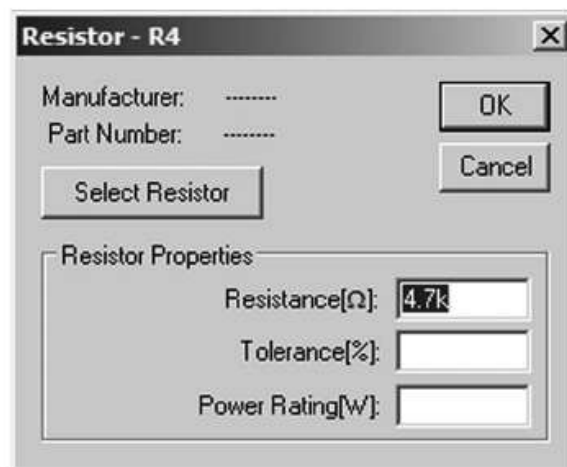 Resistor - R4
Manufacturer: --------
Part Number: --------
OK
Cancel
Select Resistor
Resistor Properties
Resistance[Ω]: 4.7k
Tolerance[%]:
Power Rating[W]: